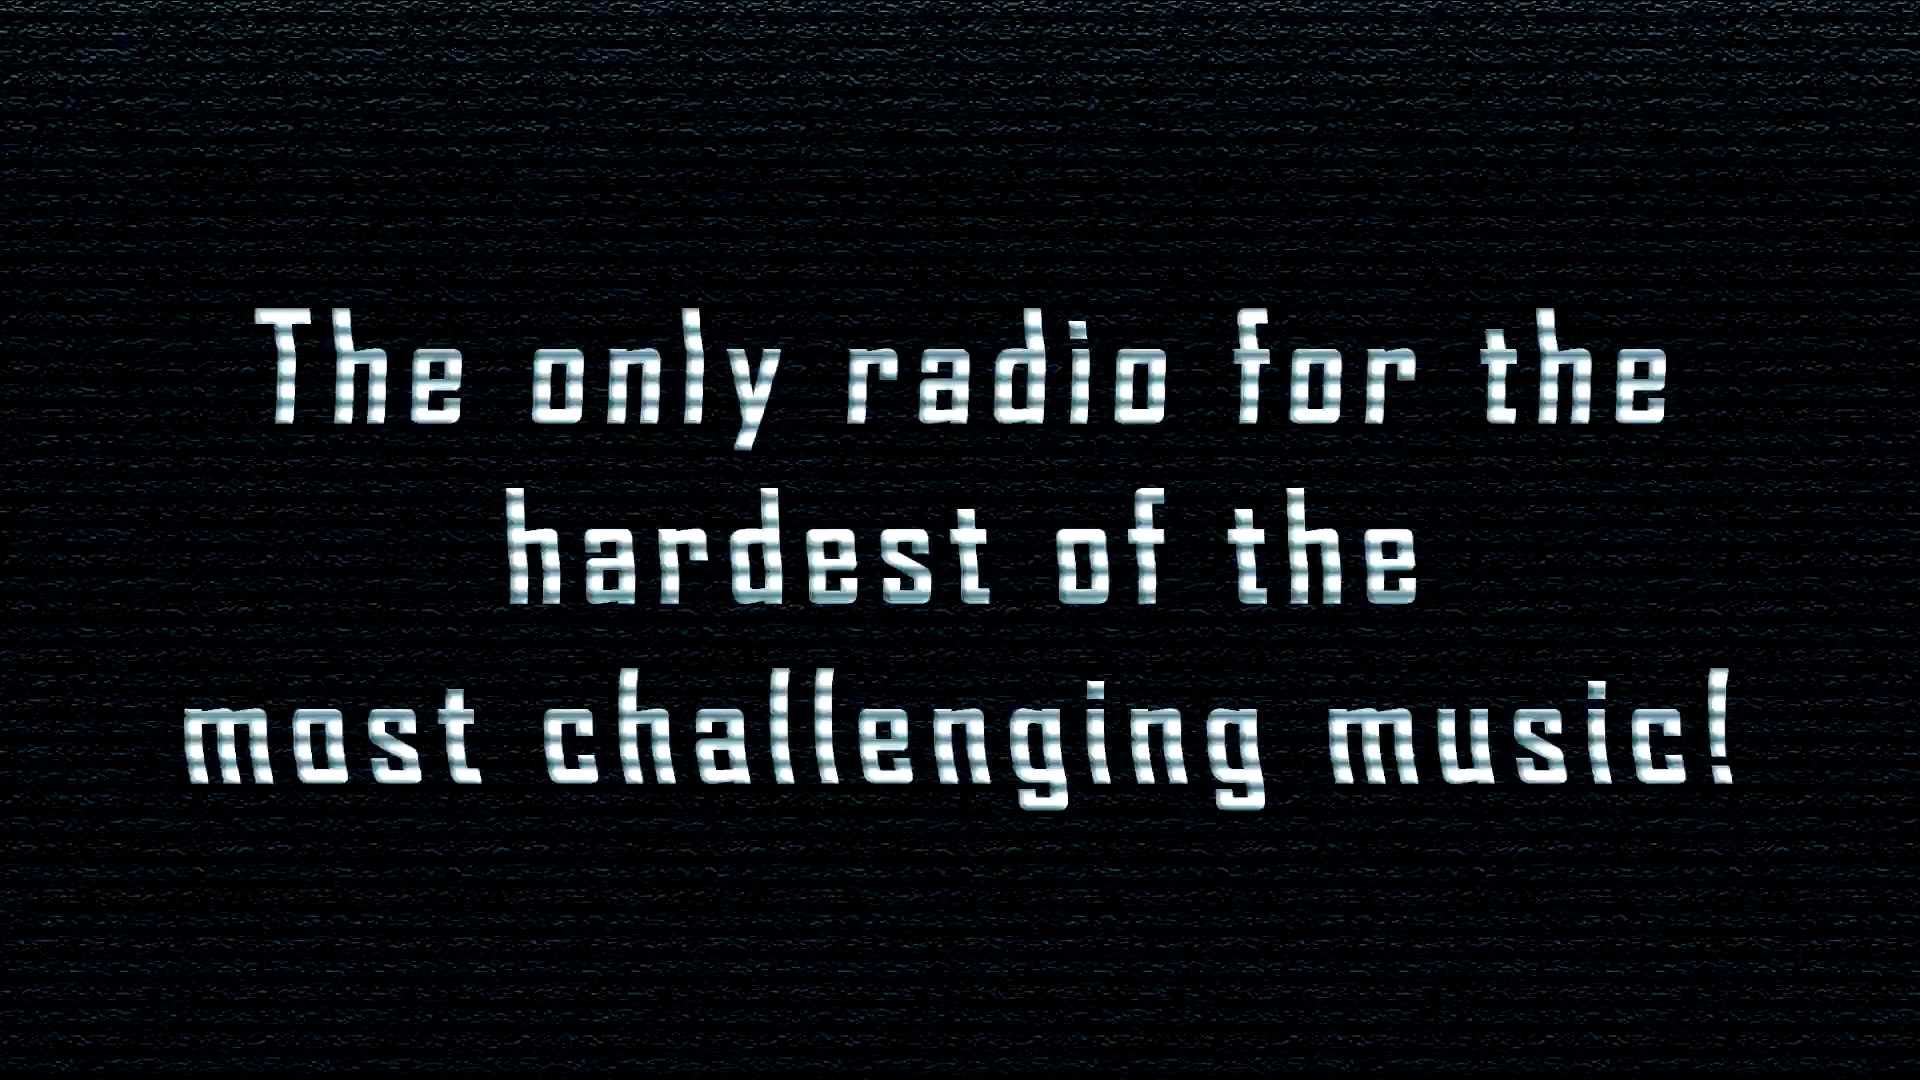 The only radio for the
hardest of the
most challenging music!